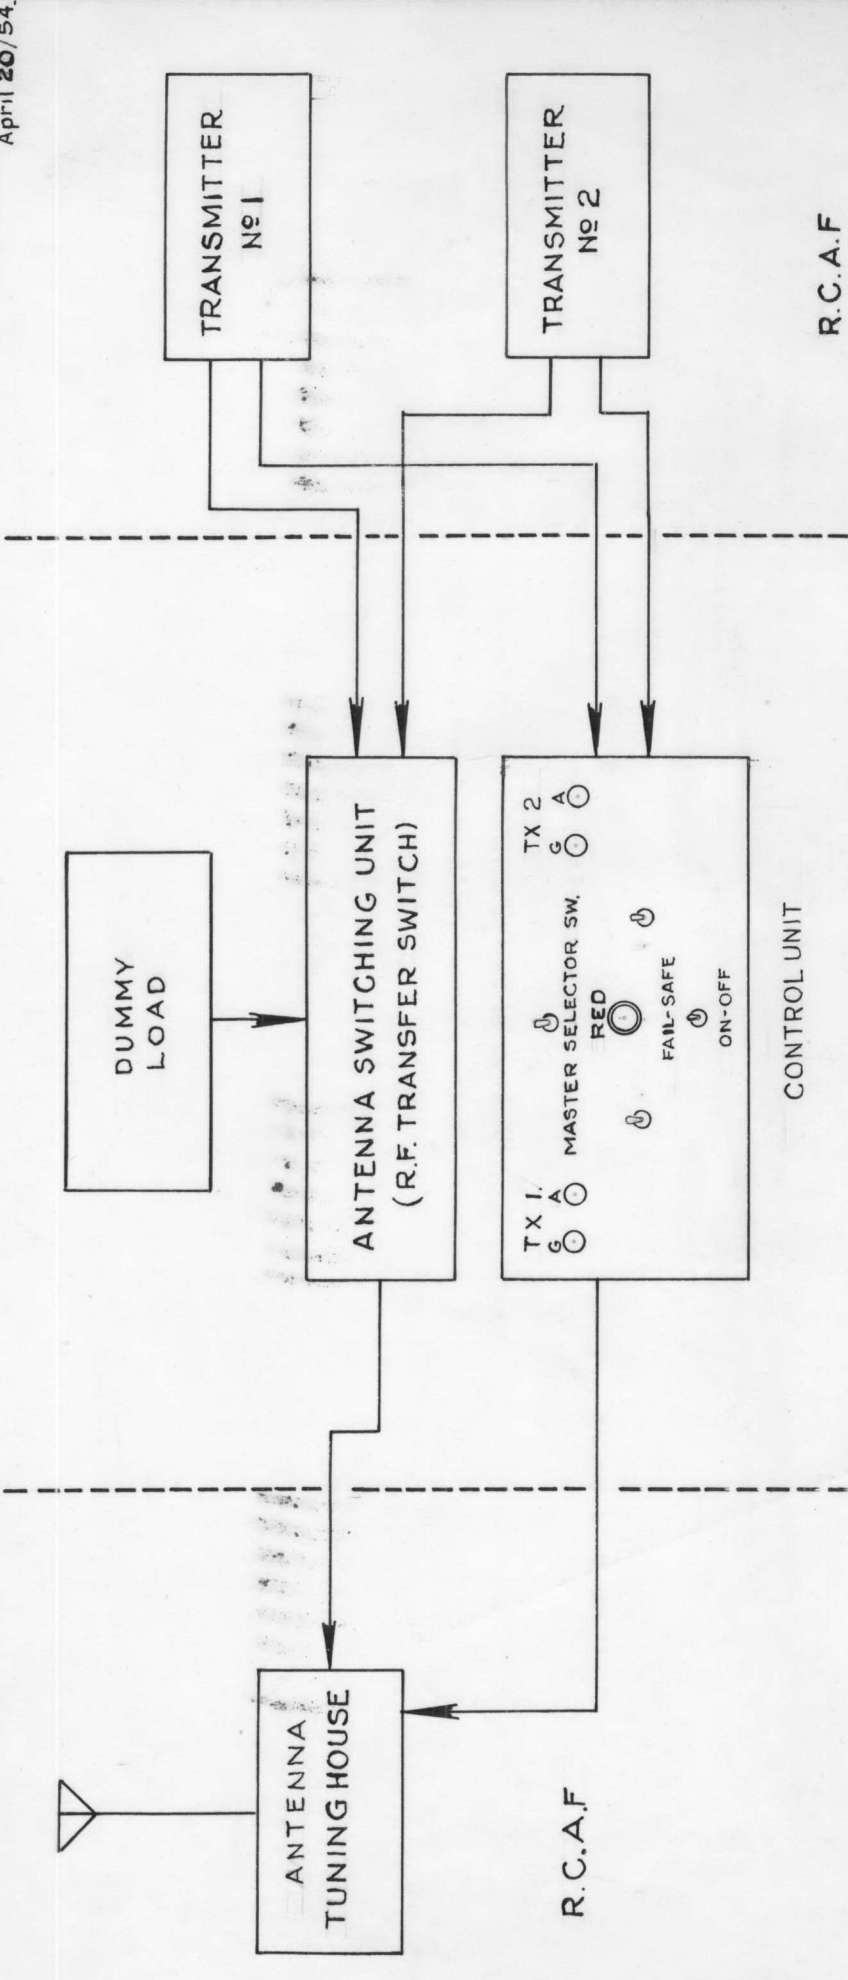 April 20/54.
DUMMY
LOAD
ANTENNA
TUNING HOUSE
ANTENNA SWITCHING UNIT
(R.F. TRANSFER SWITCH)
TRANSMITTER
Nº 1
TX 1.
G A
MASTER SELECTOR SW.
RED
FAIL-SAFE
ON-OFF
TX 2
G A
CONTROL UNIT
TRANSMITTER
Nº 2
R.C.A.F
R.C.A.F